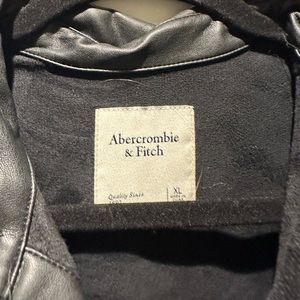 Abercrombie
& Fitch
Quality Since
XL